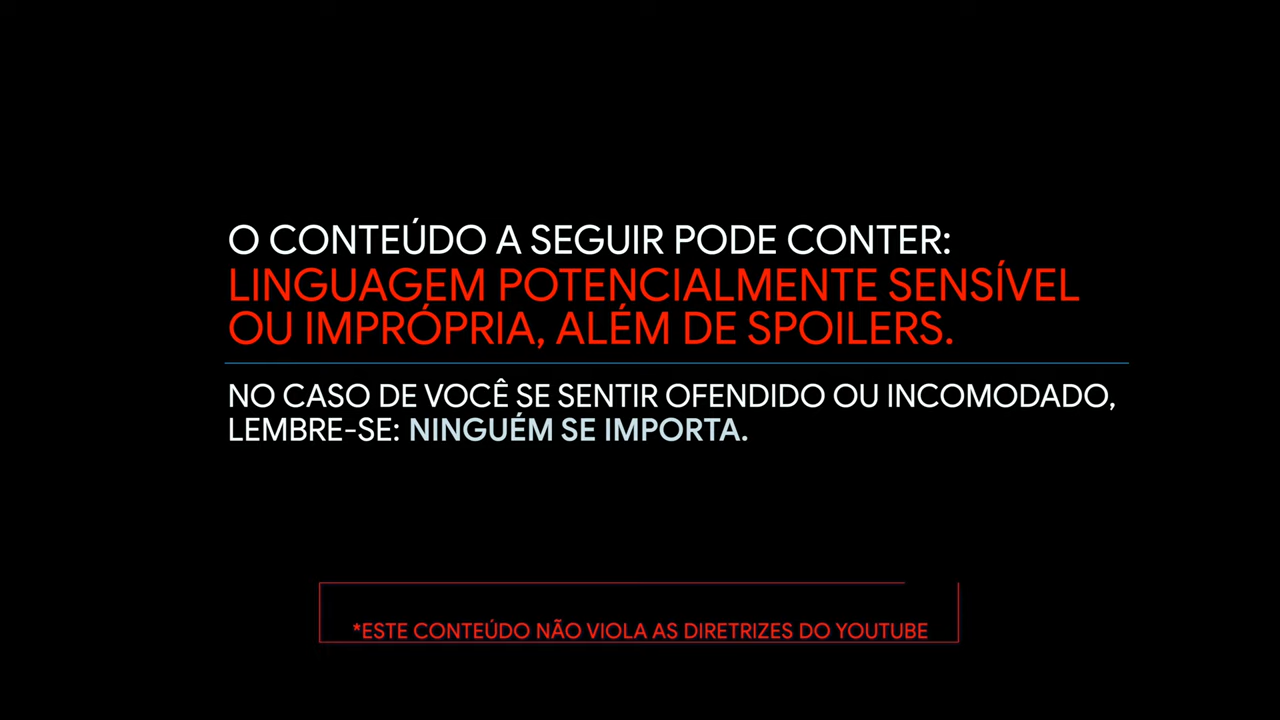 O CONTEÚDO A SEGUIR PODE CONTER:
LINGUAGEM POTENCIALMENTE SENSÍVEL
OU IMPRÓPRIA, ALÉM DE SPOILERS.
NO CASO DE VOCÊ SE SENTIR OFENDIDO OU INCOMODADO,
LEMBRE-SE: NINGUÉM SE IMPORTA.
*ESTE CONTEÚDO NÃO VIOLA AS DIRETRIZES DO YOUTUBE